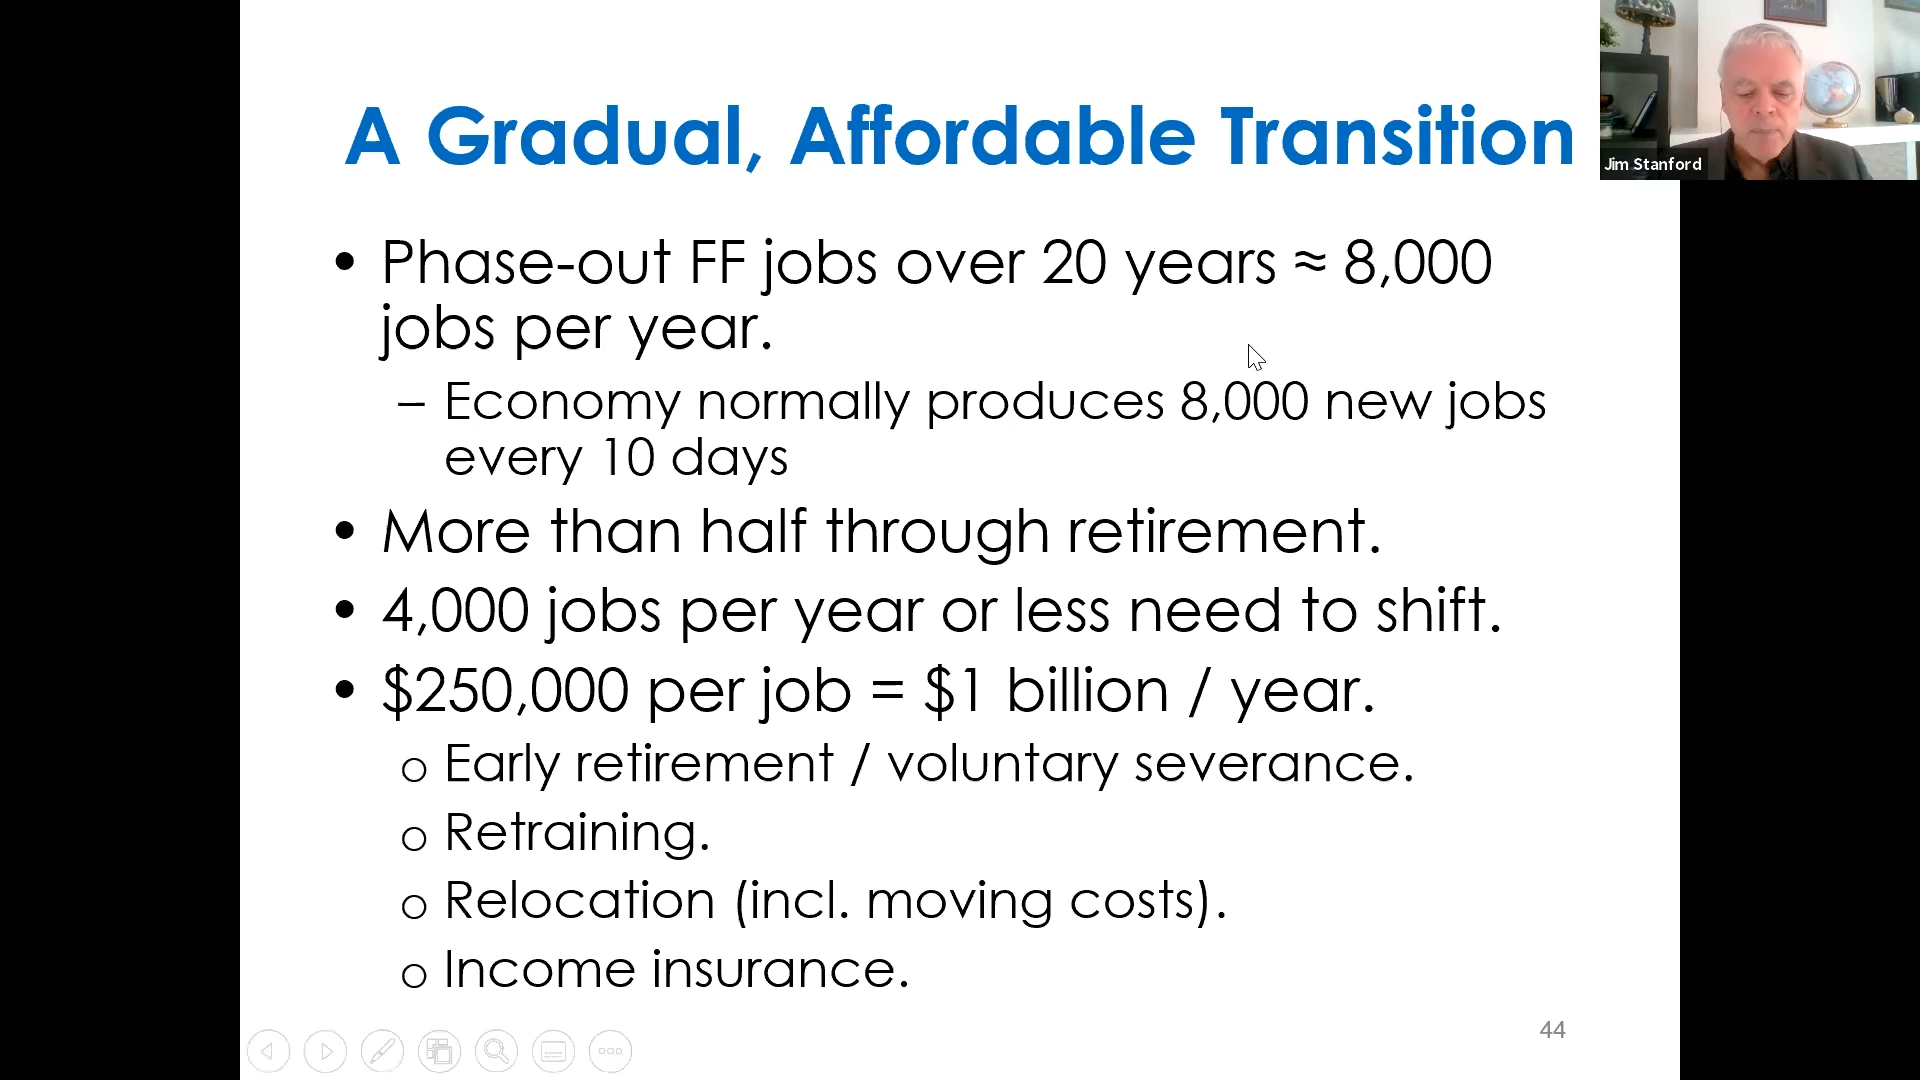 A Gradual, Affordable Transition
Jim Stanford
• Phase-out FF jobs over 20 years ≈ 8,000
jobs per year.
– Economy normally produces 8,000 new jobs
every 10 days
• More than half through retirement.
• 4,000 jobs per year or less need to shift.
• $250,000 per job = $1 billion / year.
o Early retirement / voluntary severance.
o Retraining.
o Relocation (incl. moving costs).
o Income insurance.
44